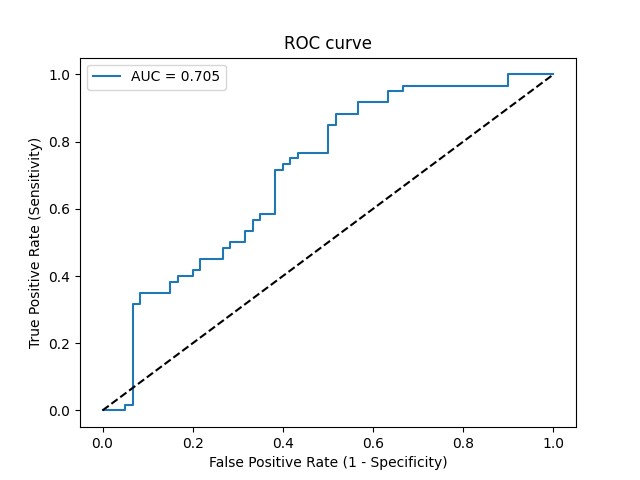 ROC curve
AUC = 0.705
1.0
0.8
0.6
0.4
0.2
0.0
True Positive Rate (Sensitivity)
0.0 0.2 0.4 0.6 0.8 1.0
False Positive Rate (1 - Specificity)